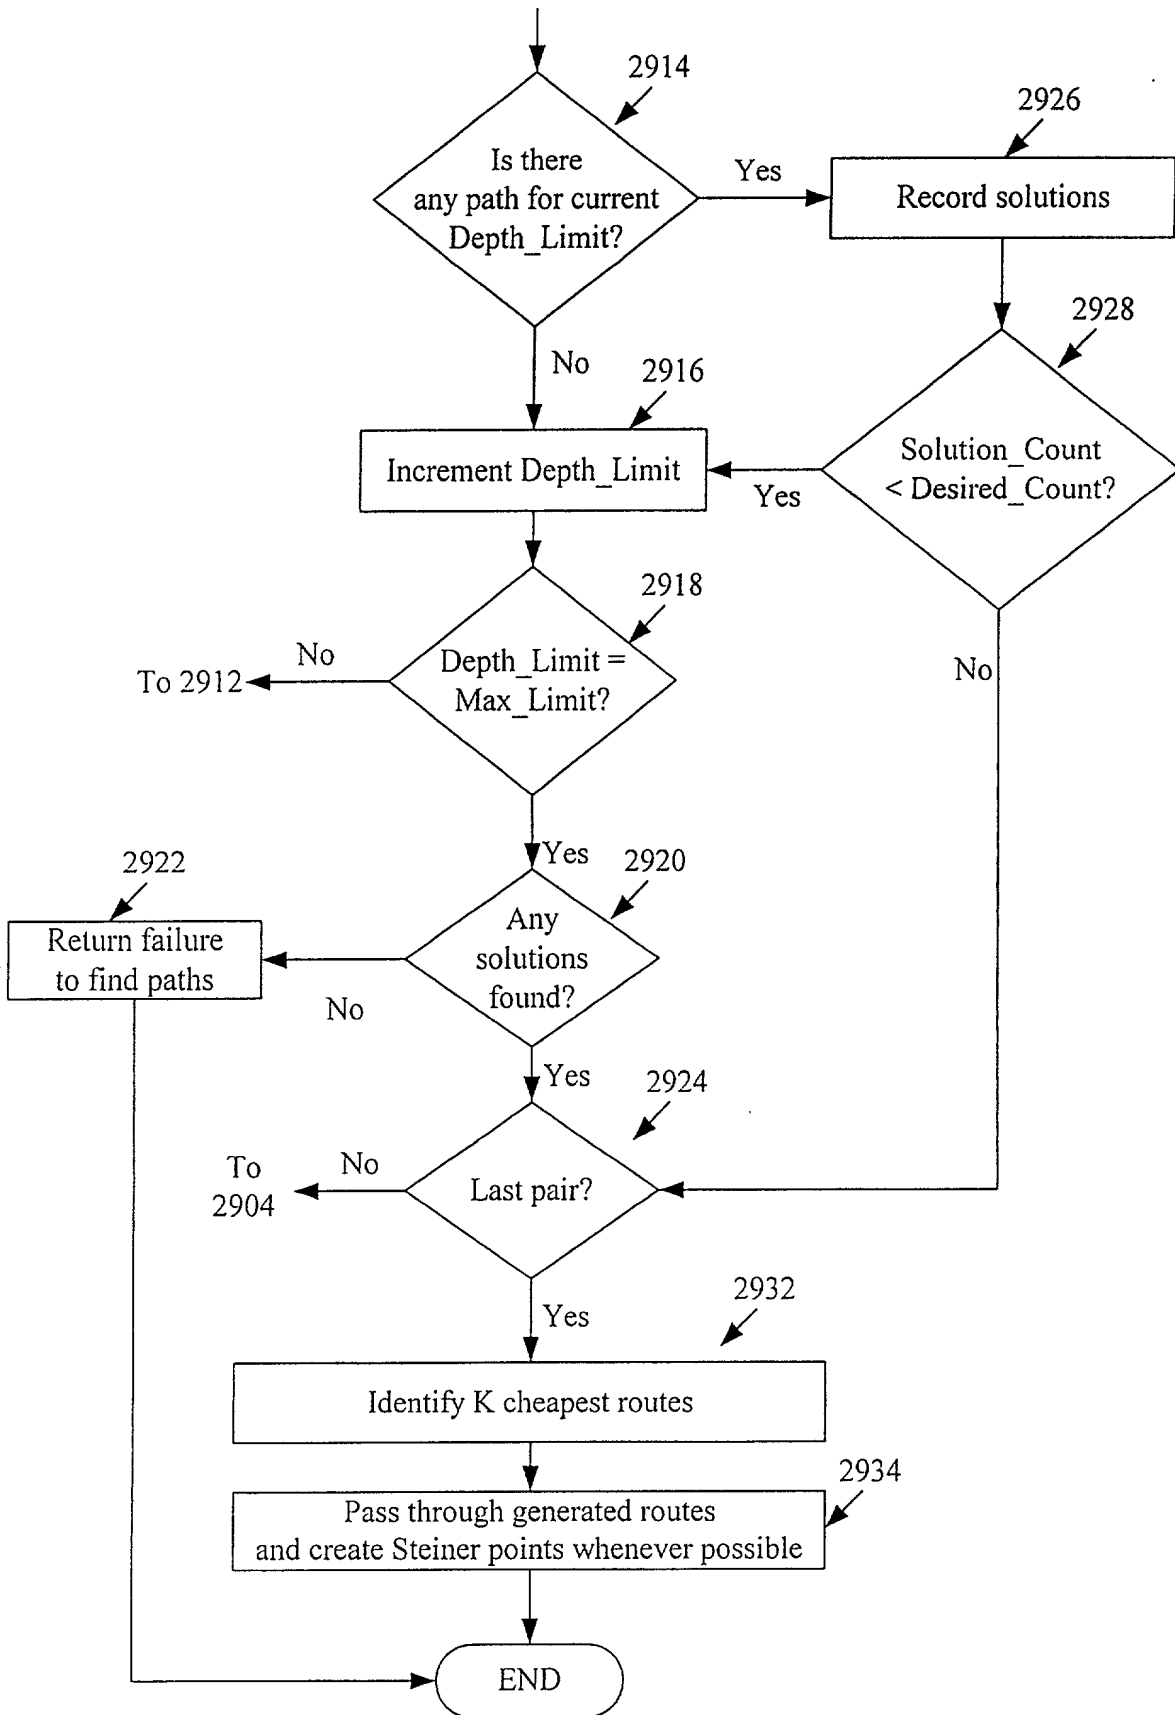 2914
Is there
any path for current
Depth_Limit?
Yes
2926
Record solutions
No
2928
Solution_Count
< Desired_Count?
Yes
2916
Increment Depth_Limit
2918
Depth_Limit =
Max_Limit?
No
To 2912
No
Yes
2920
Any
solutions
found?
2922
Return failure
to find paths
No
Yes
2924
Last pair?
No
To
2904
Yes
2932
Identify K cheapest routes
2934
Pass through generated routes
and create Steiner points whenever possible
END